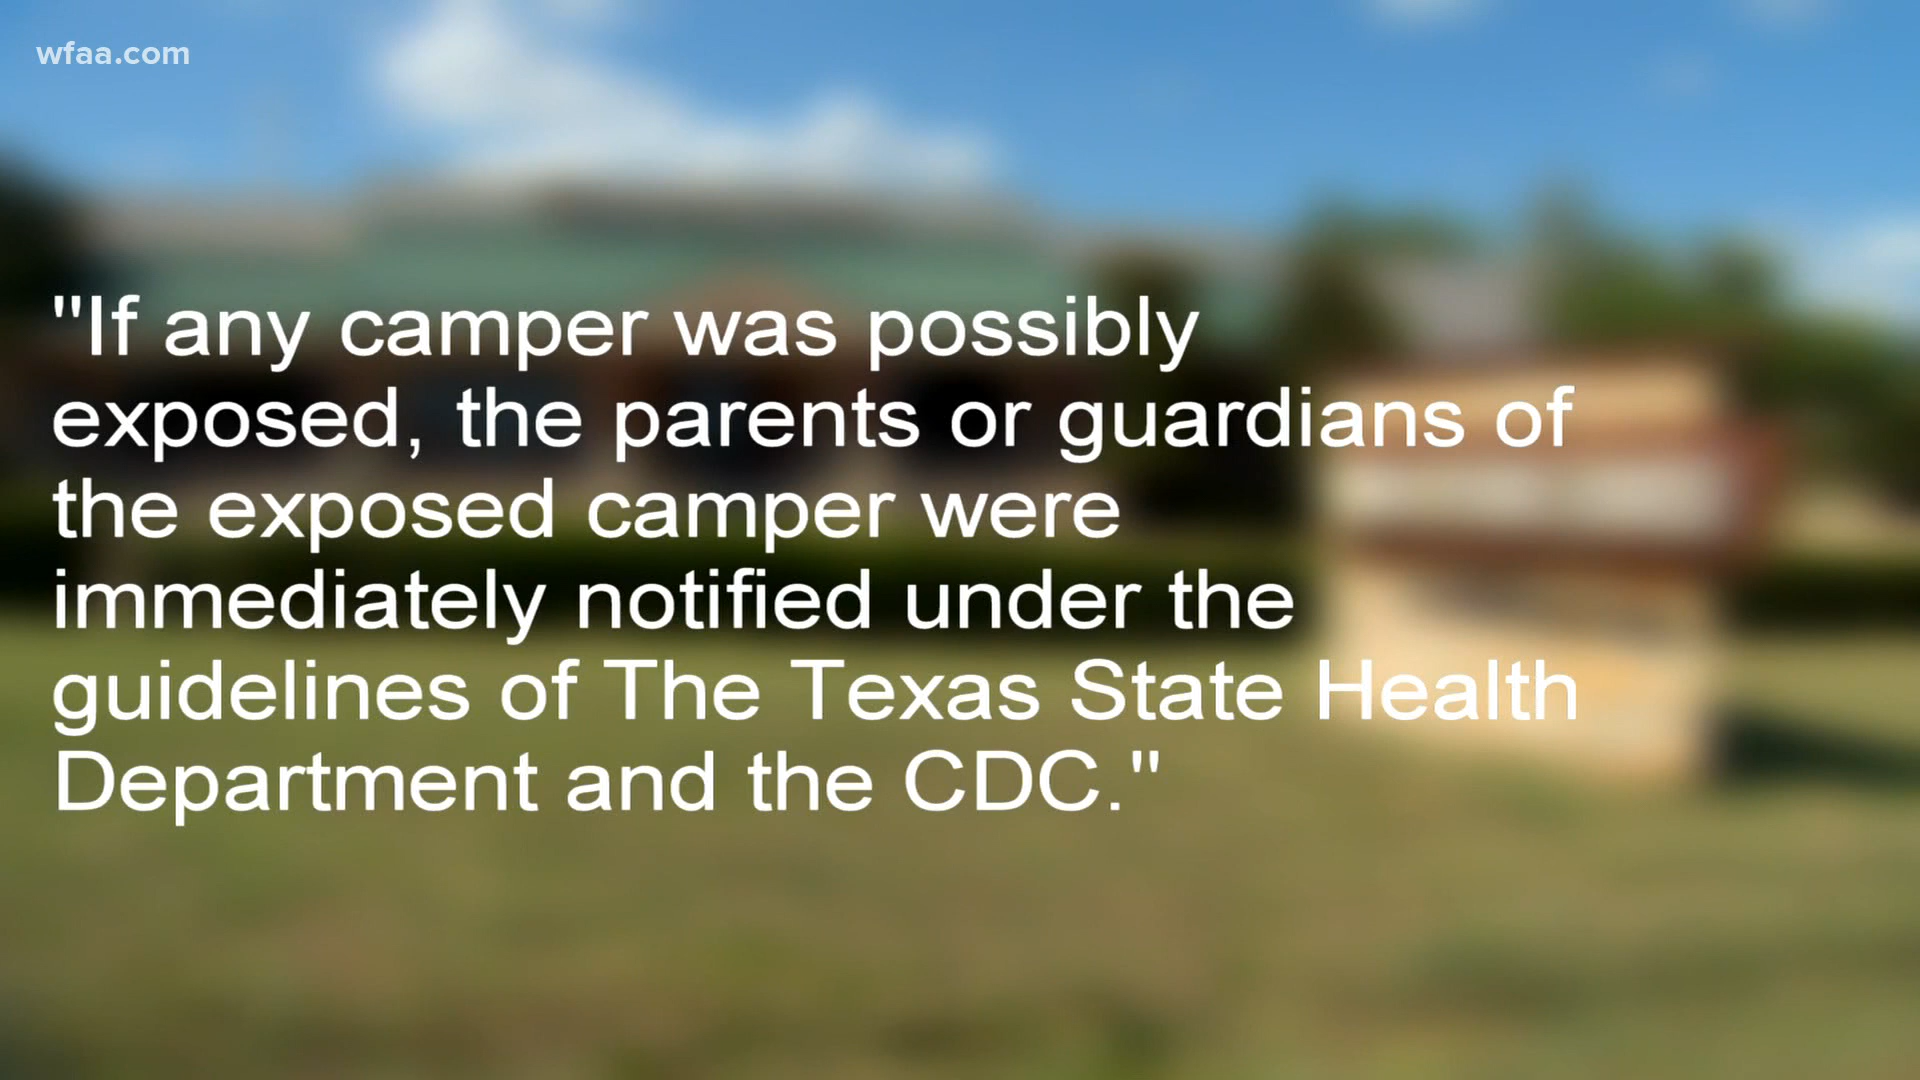 wfaa.com
"If any camper was possibly
exposed, the parents or guardians of
the exposed camper were
immediately notified under the
guidelines of The Texas State Health
Department and the CDC."